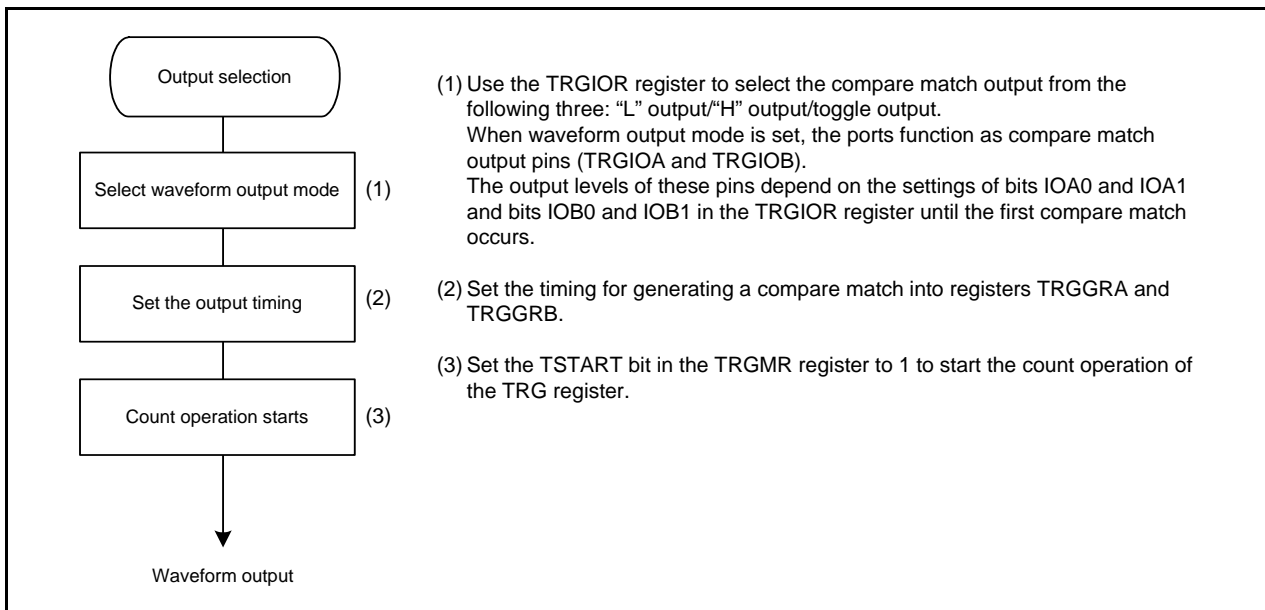 Output selection
Select waveform output mode
(1)
Set the output timing
(2)
Count operation starts
(3)
Waveform output
(1) Use the TRGIOR register to select the compare match output from the
following three: “L” output/“H” output/toggle output.
When waveform output mode is set, the ports function as compare match
output pins (TRGIOA and TRGIOB).
The output levels of these pins depend on the settings of bits IOA0 and IOA1
and bits IOB0 and IOB1 in the TRGIOR register until the first compare match
occurs.
(2) Set the timing for generating a compare match into registers TRGGRA and
TRGGRB.
(3) Set the TSTART bit in the TRGMR register to 1 to start the count operation of
the TRG register.